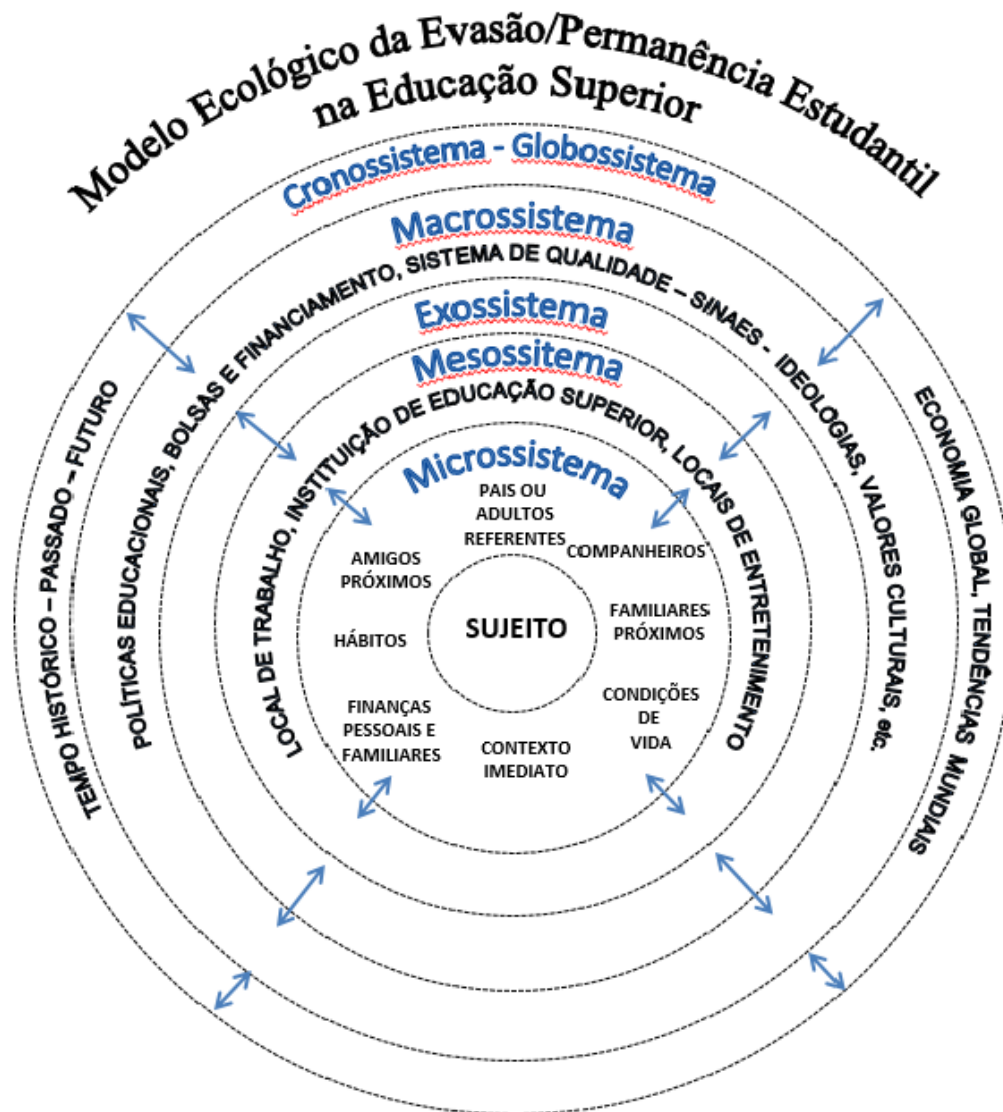 Modelo Ecológico da Evasão/Permanência Estudantil
na Educação Superior
Cronossistema - Globossistema
TEMPO HISTÓRICO – PASSADO – FUTURO
ECONOMIA GLOBAL, TENDÊNCIAS MUNDIAIS
Macrossistema
POLÍTICAS EDUCACIONAIS, BOLSAS E FINANCIAMENTO, SISTEMA DE QUALIDADE – SINAES - IDEOLOGIAS, VALORES CULTURAIS, etc.
Exossistema
Mesossitema
LOCAL DE TRABALHO, INSTITUIÇÃO DE EDUCAÇÃO SUPERIOR, LOCAIS DE ENTRETENIMENTO
Microssistema
PAIS OU
ADULTOS
REFERENTES
COMPANHEIROS
AMIGOS
PRÓXIMOS
FAMILIARES
PRÓXIMOS
HÁBITOS
SUJEITO
FINANÇAS
PESSOAIS E
FAMILIARES
CONTEXTO
IMEDIATO
CONDIÇÕES
DE
VIDA